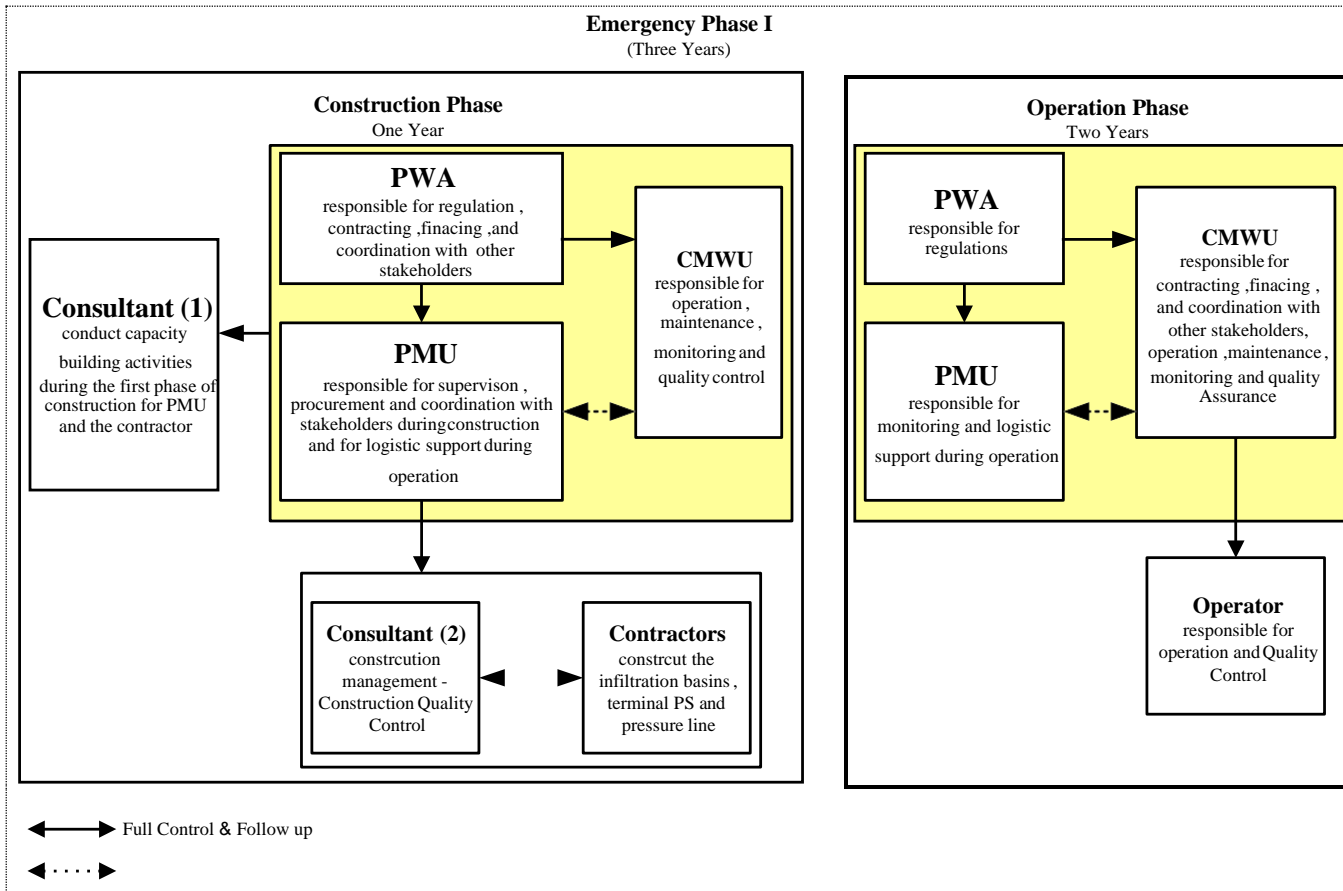 Emergency Phase I
(Three Years)
Construction Phase
One Year
PWA
responsible for regulation ,
contracting ,finacing ,and
coordination with other
stakeholders
CMWU
responsible for
operation ,
maintenance ,
monitoring and
quality control
Consultant (1)
conduct capacity
building activities
during the first phase of
construction for PMU
and the contractor
PMU
responsible for supervison ,
procurement and coordination with
stakeholders during construction
and for logistic support during
operation
Consultant (2)
constrcution
management -
Construction Quality
Control
Contractors
constrcut the
infiltration basins ,
terminal PS and
pressure line
Operation Phase
Two Years
PWA
responsible for
regulations
CMWU
responsible for
contracting ,finacing ,
and coordination with
other stakeholders,
operation ,maintenance ,
monitoring and quality
Assurance
PMU
responsible for
monitoring and logistic
support during operation
Operator
responsible for
operation and Quality
Control
Full Control & Follow up